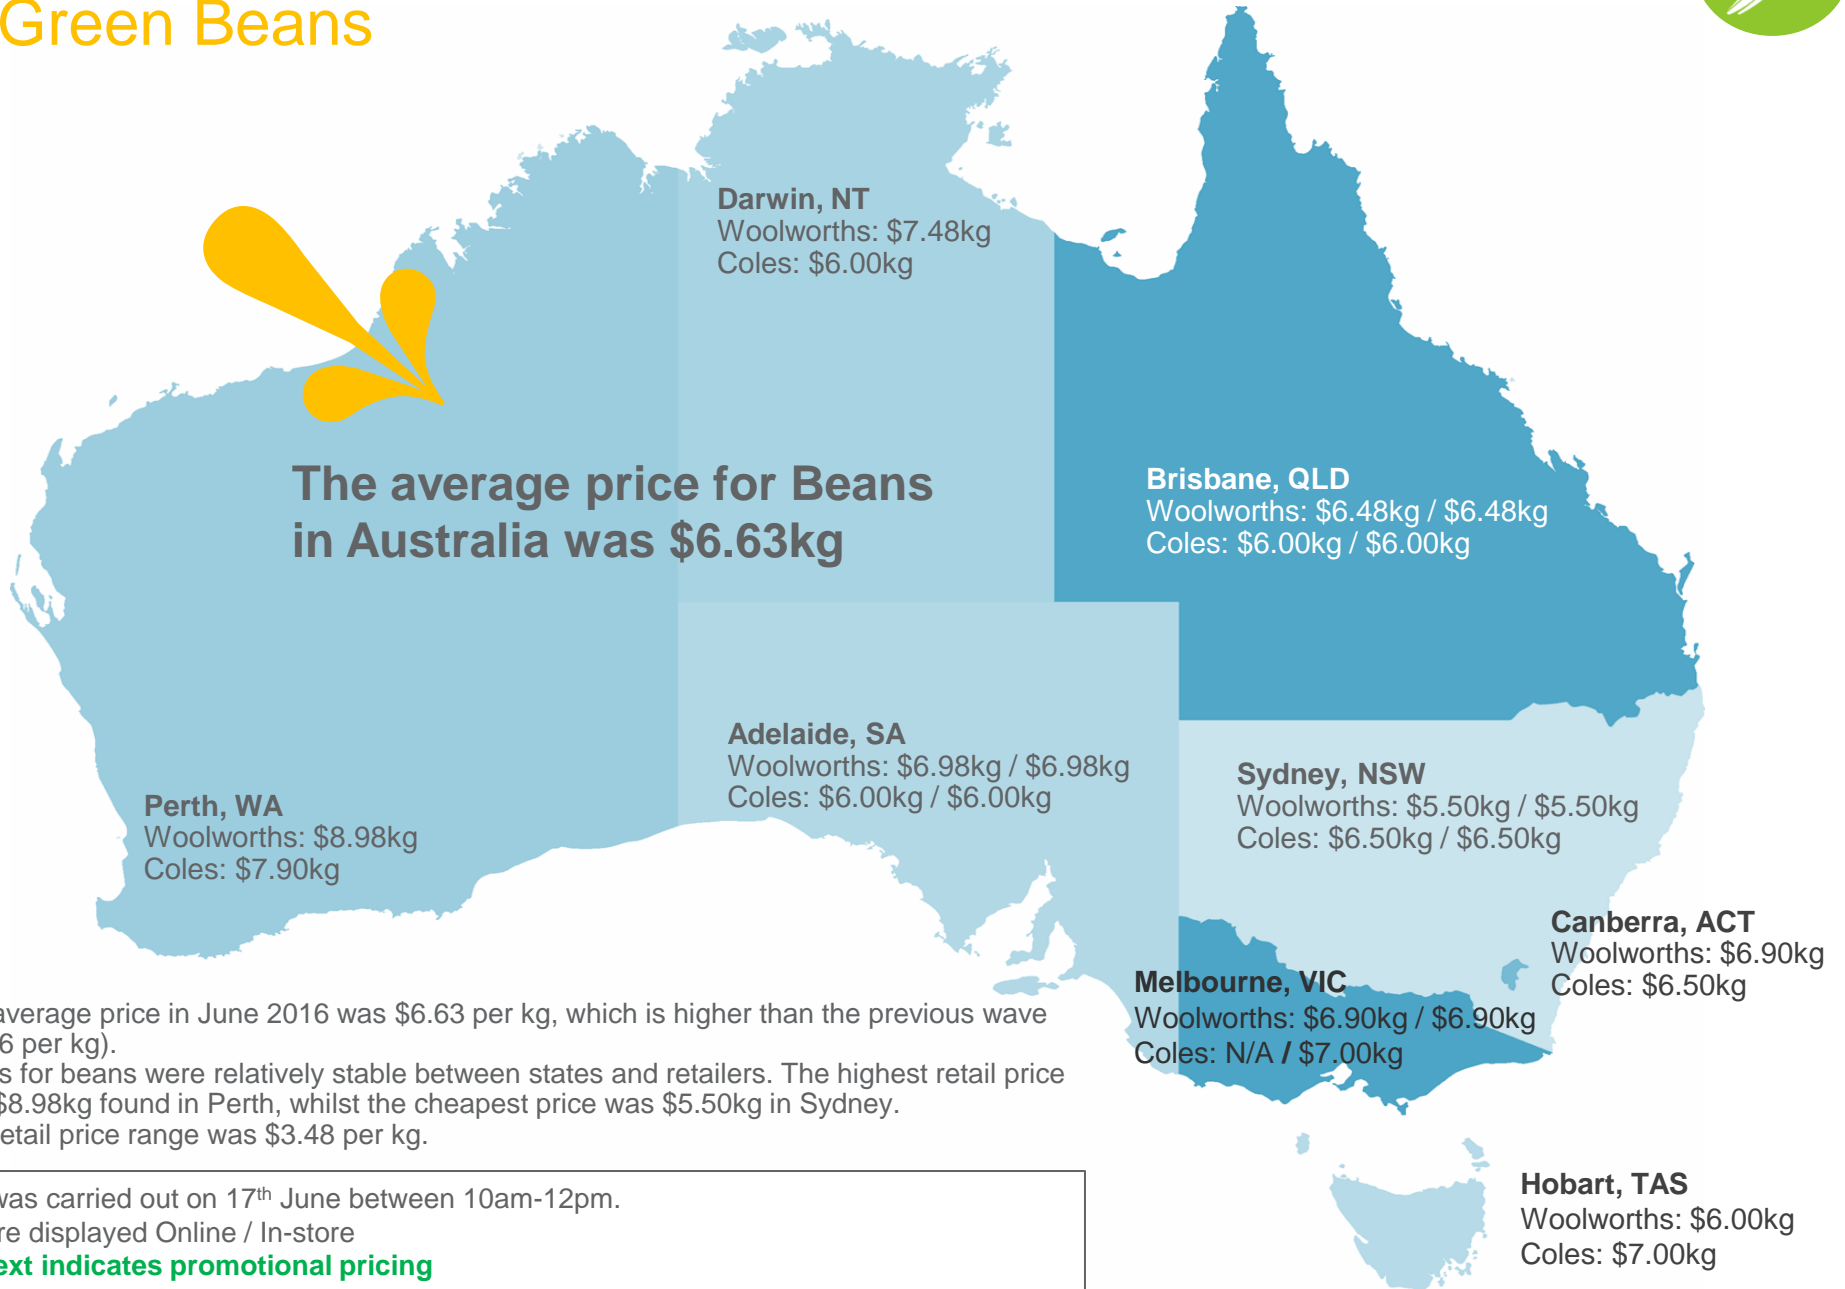 Green Beans
Darwin, NT
Woolworths: $7.48kg
Coles: $6.00kg
The average price for Beans
in Australia was $6.63kg
Brisbane, QLD
Woolworths: $6.48kg / $6.48kg
Coles: $6.00kg / $6.00kg
Adelaide, SA
Woolworths: $6.98kg / $6.98kg
Coles: $6.00kg / $6.00kg
Sydney, NSW
Woolworths: $5.50kg / $5.50kg
Coles: $6.50kg / $6.50kg
Perth, WA
Woolworths: $8.98kg
Coles: $7.90kg
Canberra, ACT
Woolworths: $6.90kg
Coles: $6.50kg
Melbourne, VIC
Woolworths: $6.90kg / $6.90kg
Coles: N/A / $7.00kg
average price in June 2016 was $6.63 per kg, which is higher than the previous wave
6 per kg).
s for beans were relatively stable between states and retailers. The highest retail price
$8.98kg found in Perth, whilst the cheapest price was $5.50kg in Sydney.
etail price range was $3.48 per kg.
was carried out on 17th June between 10am-12pm.
re displayed Online / In-store
ext indicates promotional pricing
Hobart, TAS
Woolworths: $6.00kg
Coles: $7.00kg